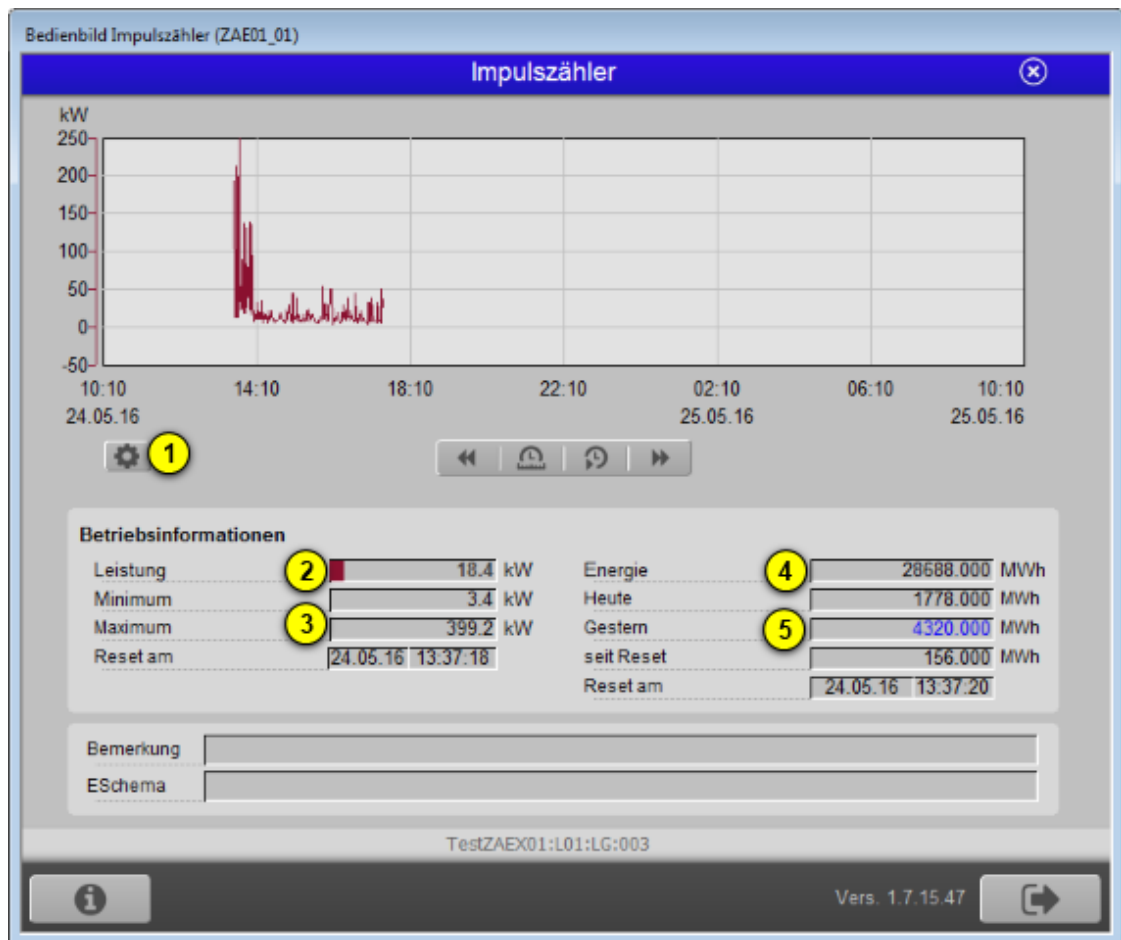 Bedienbild Impulszähler (ZAE01_01)
Impulszähler
kW
250
200
150
100
50
0
-50
10:10 14:10 18:10 22:10 02:10 06:10 10:10
24.05.16 25.05.16 25.05.16
1
Betriebsinformationen
Leistung 2 18.4 kW Energie 4 28688.000 MWh
Minimum 3.4 kW Heute 1778.000 MWh
Maximum 3 399.2 kW Gestern 5 4320.000 MWh
Reset am 24.05.16 13:37:18 seit Reset 156.000 MWh
Reset am 24.05.16 13:37:20
Bemerkung
ESchema
TestZAEX01:L01:LG:003
Vers. 1.7.15.47